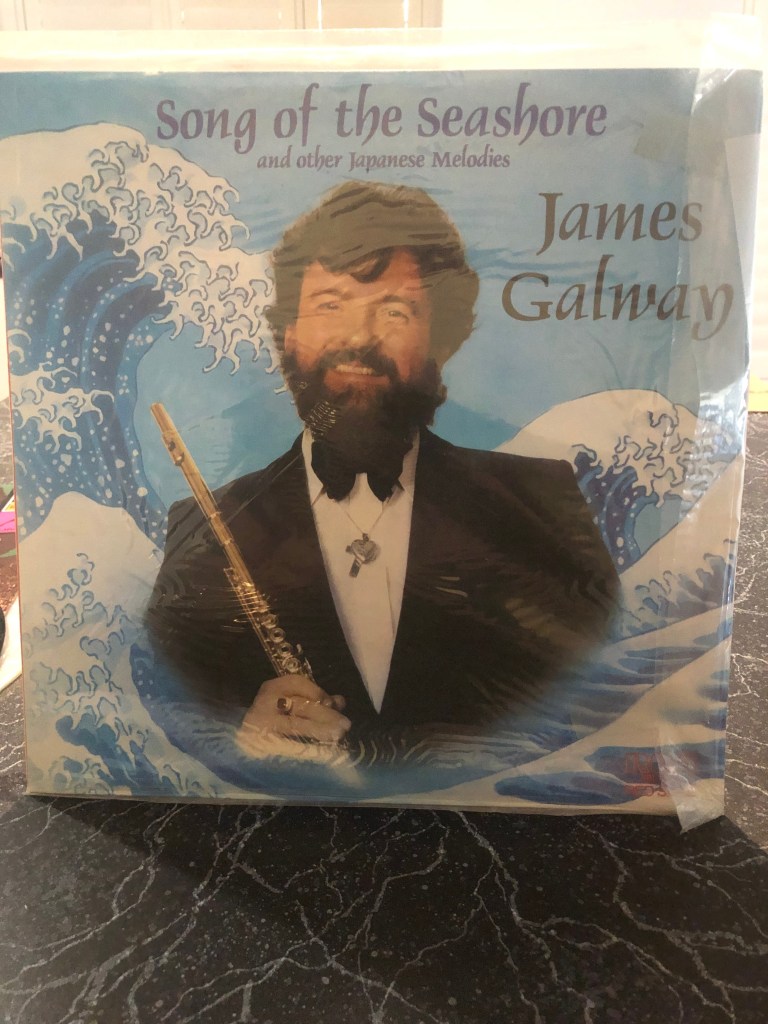 Song of the Seashore
and other Japanese Melodies
James
Galway